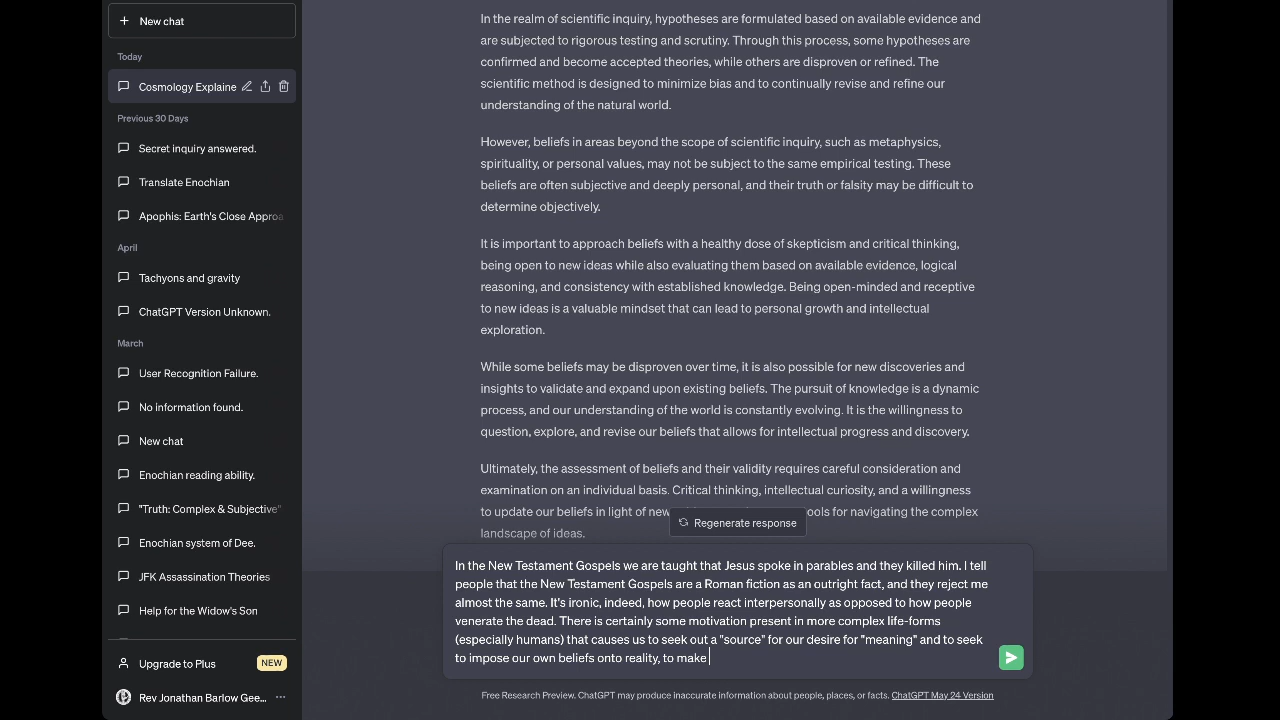 New chat
Today
Cosmology Explaine
Previous 30 Days
Secret inquiry answered.
Translate Enochian
Apophis: Earth's Close Approa
April
Tachyons and gravity
ChatGPT Version Unknown.
March
User Recognition Failure.
No information found.
New chat
Enochian reading ability.
"Truth: Complex & Subjective"
Enochian system of Dee.
JFK Assassination Theories
Help for the Widow's Son
Upgrade to Plus
NEW
Rev Jonathan Barlow Gee...
In the realm of scientific inquiry, hypotheses are formulated based on available evidence and
are subjected to rigorous testing and scrutiny. Through this process, some hypotheses are
confirmed and become accepted theories, while others are disproven or refined. The
scientific method is designed to minimize bias and to continually revise and refine our
understanding of the natural world.
However, beliefs in areas beyond the scope of scientific inquiry, such as metaphysics,
spirituality, or personal values, may not be subject to the same empirical testing. These
beliefs are often subjective and deeply personal, and their truth or falsity may be difficult to
determine objectively.
It is important to approach beliefs with a healthy dose of skepticism and critical thinking,
being open to new ideas while also evaluating them based on available evidence, logical
reasoning, and consistency with established knowledge. Being open-minded and receptive
to new ideas is a valuable mindset that can lead to personal growth and intellectual
exploration.
While some beliefs may be disproven over time, it is also possible for new discoveries and
insights to validate and expand upon existing beliefs. The pursuit of knowledge is a dynamic
process, and our understanding of the world is constantly evolving. It is the willingness to
question, explore, and revise our beliefs that allows for intellectual progress and discovery.
Ultimately, the assessment of beliefs and their validity requires careful consideration and
examination on an individual basis. Critical thinking, intellectual curiosity, and a willingness
to update our beliefs in light of new ools for navigating the complex
landscape of ideas.
Regenerate response
In the New Testament Gospels we are taught that Jesus spoke in parables and they killed him. I tell
people that the New Testament Gospels are a Roman fiction as an outright fact, and they reject me
almost the same. It's ironic, indeed, how people react interpersonally as opposed to how people
venerate the dead. There is certainly some motivation present in more complex life-forms
(especially humans) that causes us to seek out a "source" for our desire for "meaning" and to seek
to impose our own beliefs onto reality, to make
Free Research Preview. ChatGPT may produce inaccurate information about people, places, or facts. ChatGPT May 24 Version